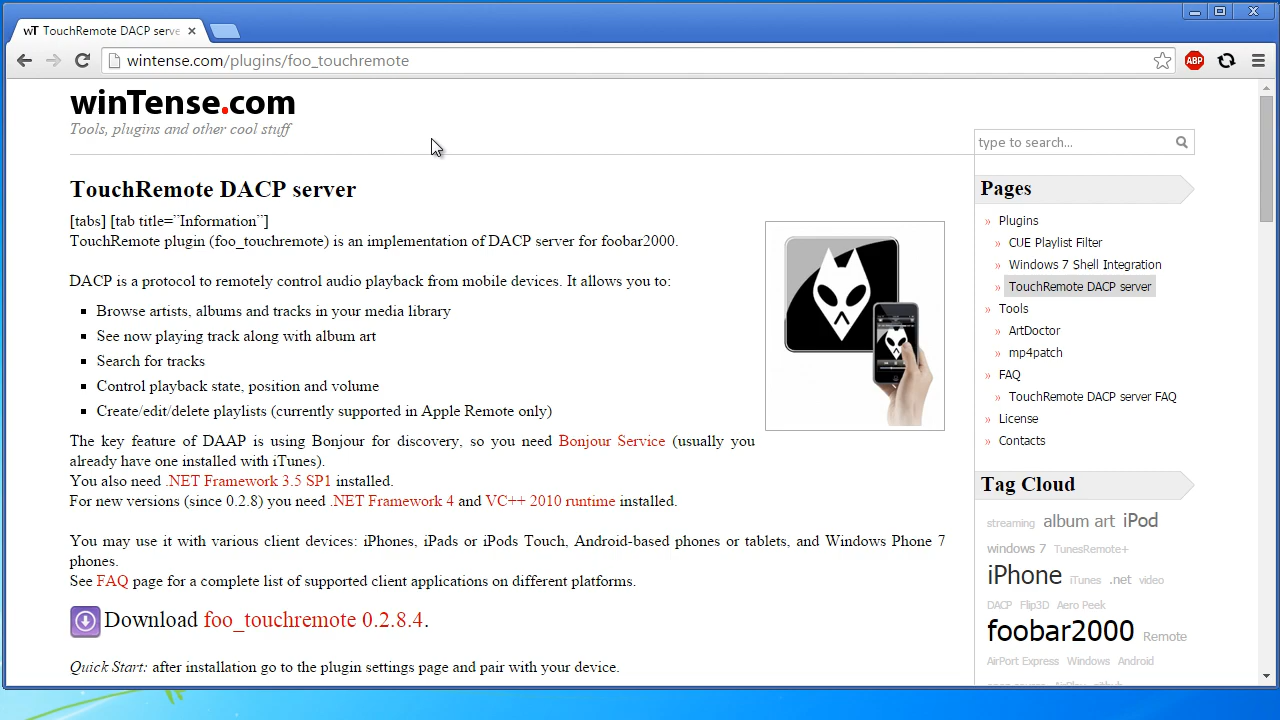 wT TouchRemote DACP serve
wintense.com/plugins/foo_touchremote
ABP
winTense.com
Tools, plugins and other cool stuff
type to search...
TouchRemote DACP server
[tabs] [tab title=``Information``]
TouchRemote plugin (foo_touchremote) is an implementation of DACP server for foobar2000.
DACP is a protocol to remotely control audio playback from mobile devices. It allows you to:
Browse artists, albums and tracks in your media library
See now playing track along with album art
Search for tracks
Control playback state, position and volume
Create/edit/delete playlists (currently supported in Apple Remote only)
The key feature of DAAP is using Bonjour for discovery, so you need Bonjour Service (usually you
already have one installed with iTunes).
You also need .NET Framework 3.5 SP1 installed.
For new versions (since 0.2.8) you need .NET Framework 4 and VC++ 2010 runtime installed.
You may use it with various client devices: iPhones, iPads or iPods Touch, Android-based phones or tablets, and Windows Phone 7
phones.
See FAQ page for a complete list of supported client applications on different platforms.
Download foo_touchremote 0.2.8.4.
Quick Start: after installation go to the plugin settings page and pair with your device.
Pages
» Plugins
» CUE Playlist Filter
» Windows 7 Shell Integration
» TouchRemote DACP server
» Tools
» ArtDoctor
» mp4patch
» FAQ
» TouchRemote DACP server FAQ
» License
» Contacts
Tag Cloud
streaming album art iPod
windows 7 TunesRemote+
iPhone iTunes .net video
DACP Flip3D Aero Peek
foobar2000 Remote
AirPort Express Windows Android